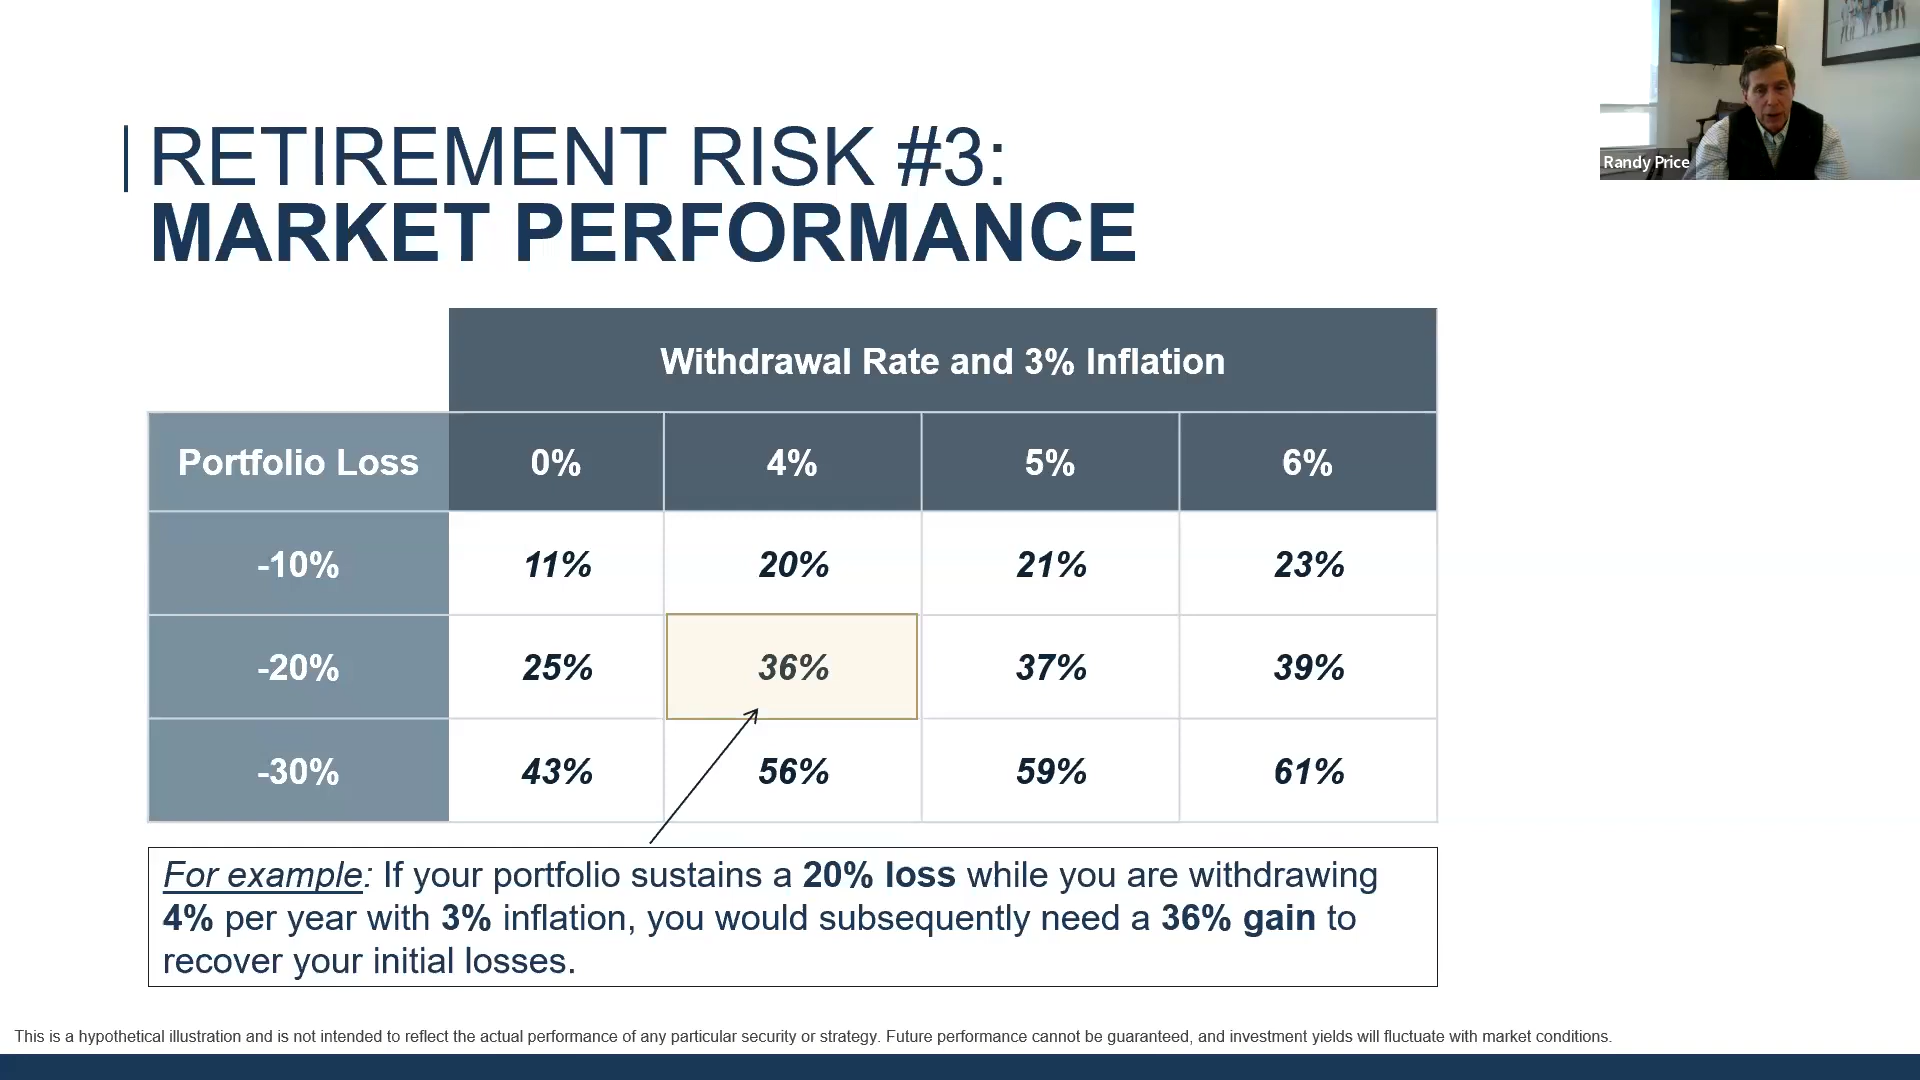 RETIREMENT RISK #3:
MARKET PERFORMANCE
Randy Price
Withdrawal Rate and 3% Inflation
Portfolio Loss 0% 4% 5% 6%
-10% 11% 20% 21% 23%
-20% 25% 36% 37% 39%
-30% 43% 56% 59% 61%
For example: If your portfolio sustains a 20% loss while you are withdrawing
4% per year with 3% inflation, you would subsequently need a 36% gain to
recover your initial losses.
This is a hypothetical illustration and is not intended to reflect the actual performance of any particular security or strategy. Future performance cannot be guaranteed, and investment yields will fluctuate with market conditions.